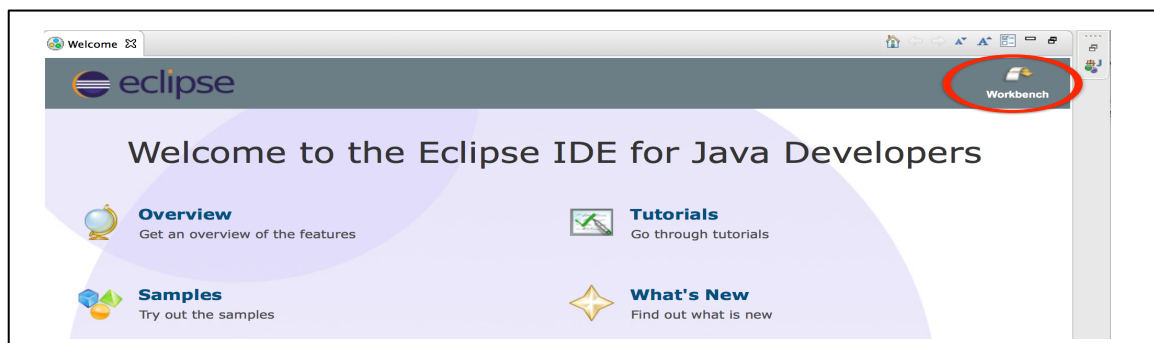 Welcome
eclipse
Workbench
Welcome to the Eclipse IDE for Java Developers
Overview
Get an overview of the features
Tutorials
Go through tutorials
Samples
Try out the samples
What's New
Find out what is new